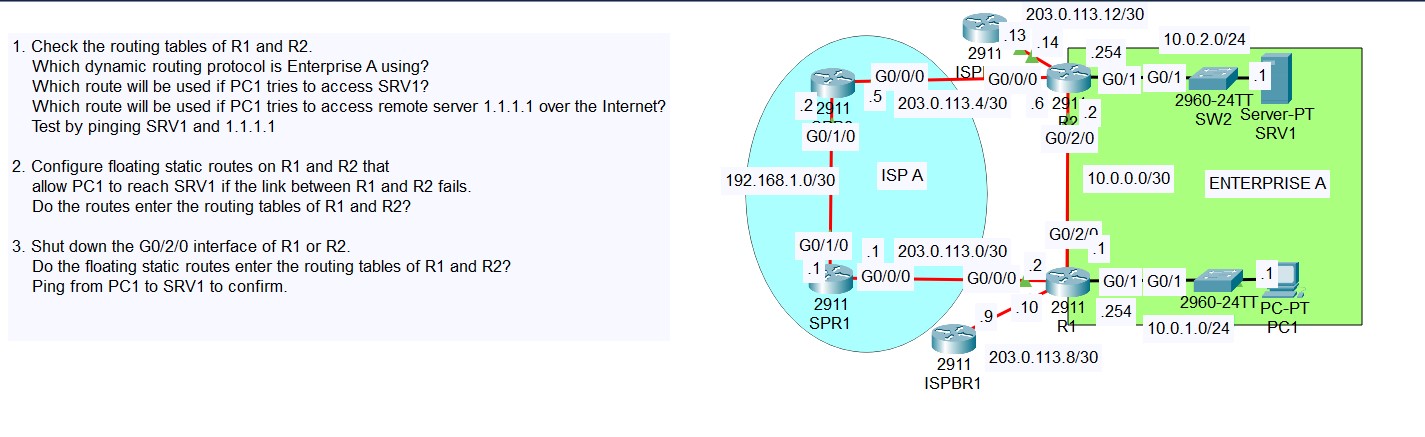 1. Check the routing tables of R1 and R2.
Which dynamic routing protocol is Enterprise A using?
Which route will be used if PC1 tries to access SRV1?
Which route will be used if PC1 tries to access remote server 1.1.1.1 over the Internet?
Test by pinging SRV1 and 1.1.1.1
2. Configure floating static routes on R1 and R2 that
allow PC1 to reach SRV1 if the link between R1 and R2 fails.
Do the routes enter the routing tables of R1 and R2?
3. Shut down the G0/2/0 interface of R1 or R2.
Do the floating static routes enter the routing tables of R1 and R2?
Ping from PC1 to SRV1 to confirm.
203.0.113.12/30
.13
.14
2911
ISP
.254
10.0.2.0/24
G0/0/0
G0/0/0
G0/1
G0/1
.1
.2
2911
.5
203.0.113.4/30
.6
291
R2
.2
2960-24TT
SW2
Server-PT
SRV1
G0/1/0
G0/2/0
192.168.1.0/30
ISP A
10.0.0.0/30
ENTERPRISE A
G0/1/0
.1
203.0.113.0/30
G0/2/0
.1
.1
G0/0/0
G0/0/0
.2
G0/1
G0/1
.1
2911
SPR1
.9
.10
2911
R1
.254
2960-24TT
PC-PT
PC1
10.0.1.0/24
203.0.113.8/30
2911
ISPBR1